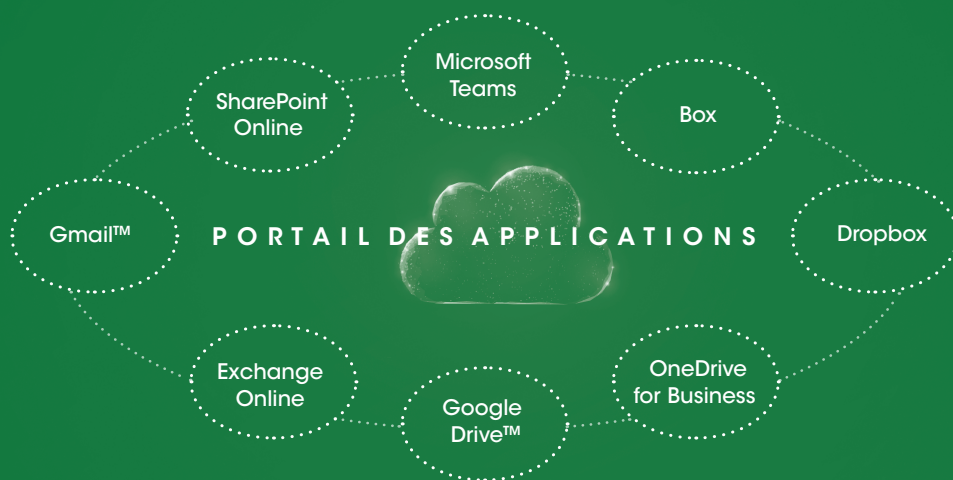 Microsoft
Teams
SharePoint
Online
Box
Gmail™
PORTAIL DES APPLICATIONS
Dropbox
Exchange
Online
OneDrive
for Business
Google
Drive™